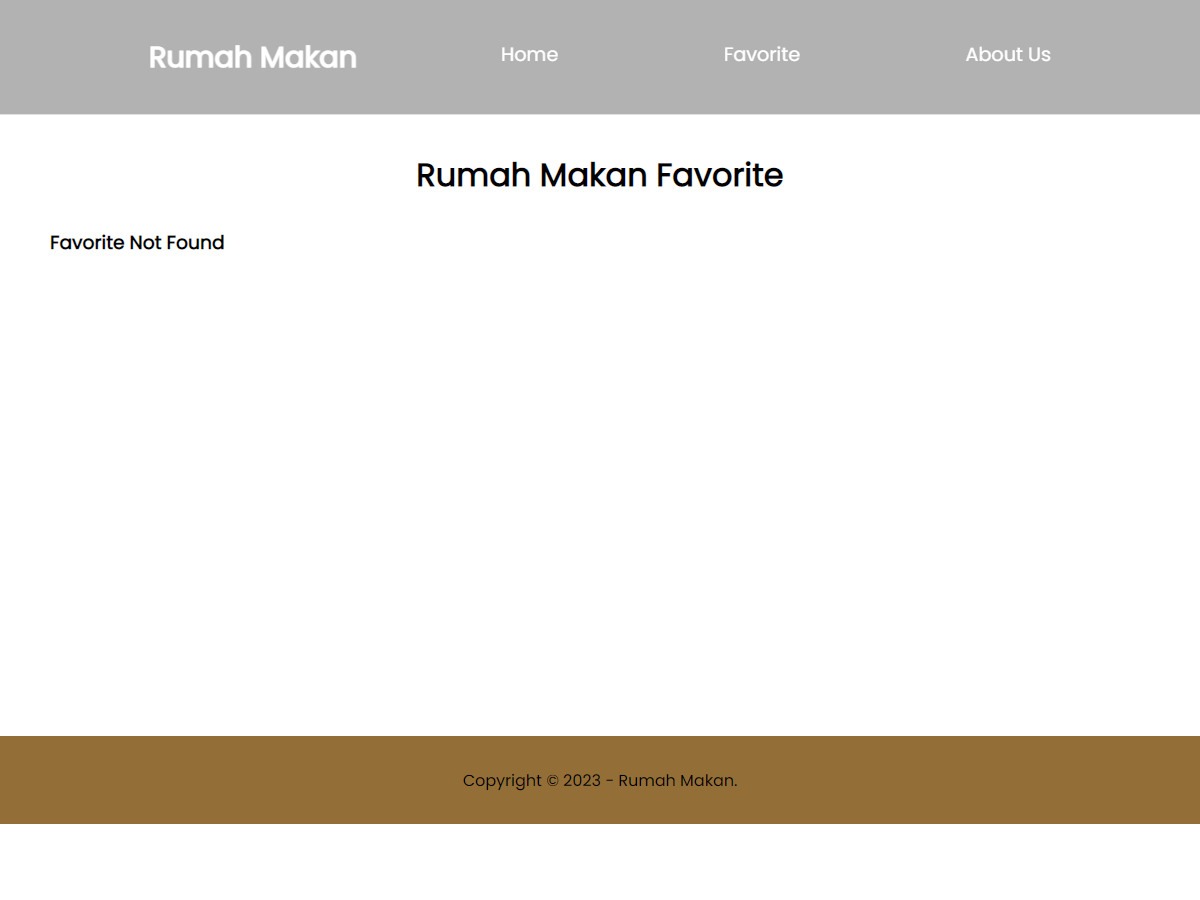 Rumah Makan
Home
Favorite
About Us
Rumah Makan Favorite
Favorite Not Found
Copyright © 2023 - Rumah Makan.